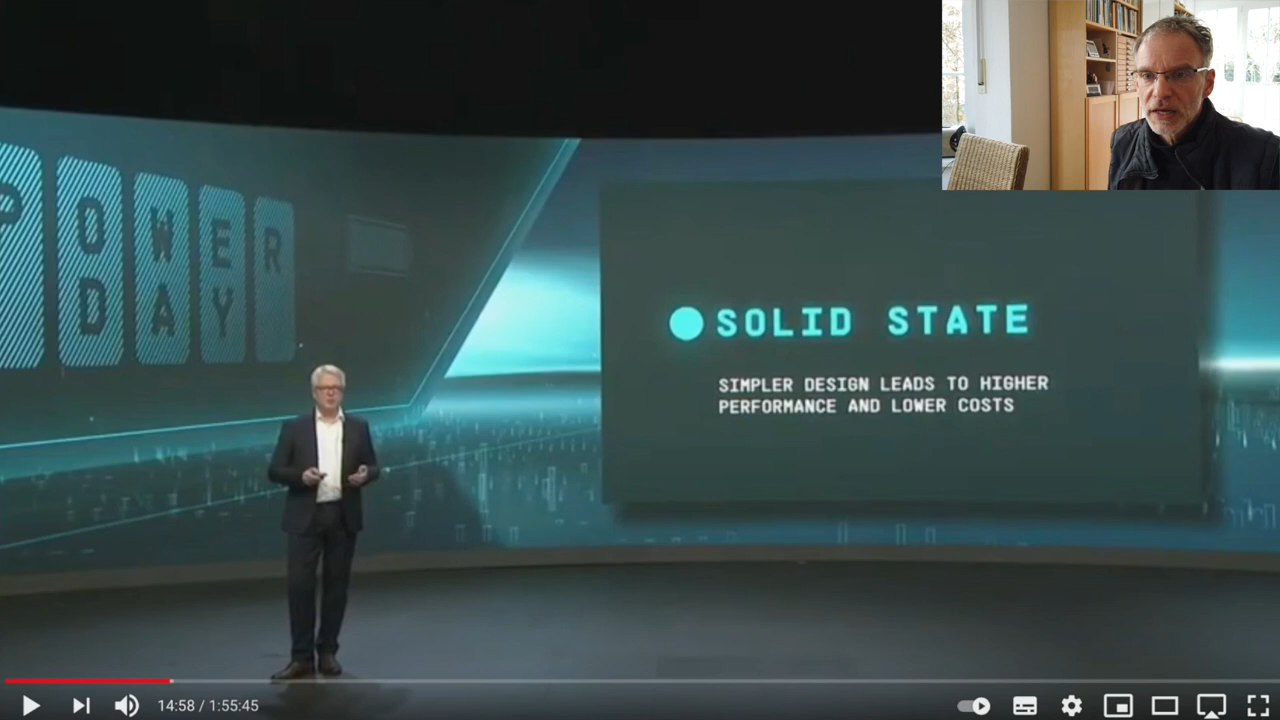 POWER
DAY
SOLID STATE
SIMPLER DESIGN LEADS TO HIGHER
PERFORMANCE AND LOWER COSTS
14:58 / 1:55:45